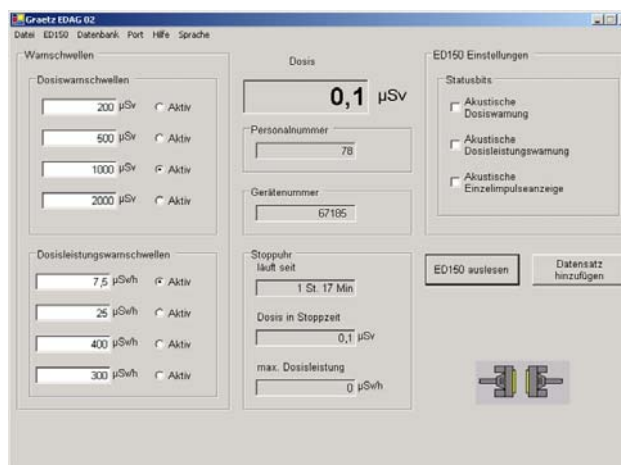 Graetz EDAG 02
Datei ED150 Datenbank Port Hilfe Sprache
Warnschwellen
Dosiswarnschwellen
200 µSv Aktiv
500 µSv Aktiv
1000 µSv Aktiv
2000 µSv Aktiv
Dosisleistungswarnschwellen
7,5 µSv/h Aktiv
25 µSv/h Aktiv
400 µSv/h Aktiv
300 µSv/h Aktiv
Dosis
0,1 µSv
Personalnummer
78
Gerätenummer
67185
Stoppuhr
läuft seit
1 St. 17 Min
Dosis in Stoppzeit
0,1 µSv
max. Dosisleistung
0 µSv/h
ED150 Einstellungen
Statusbits
Akustische
Dosiswarnung
Akustische
Dosisleistungswarnung
Akustische
Einzelimpulseanzeige
ED150 auslesen
Datensatz
hinzufügen